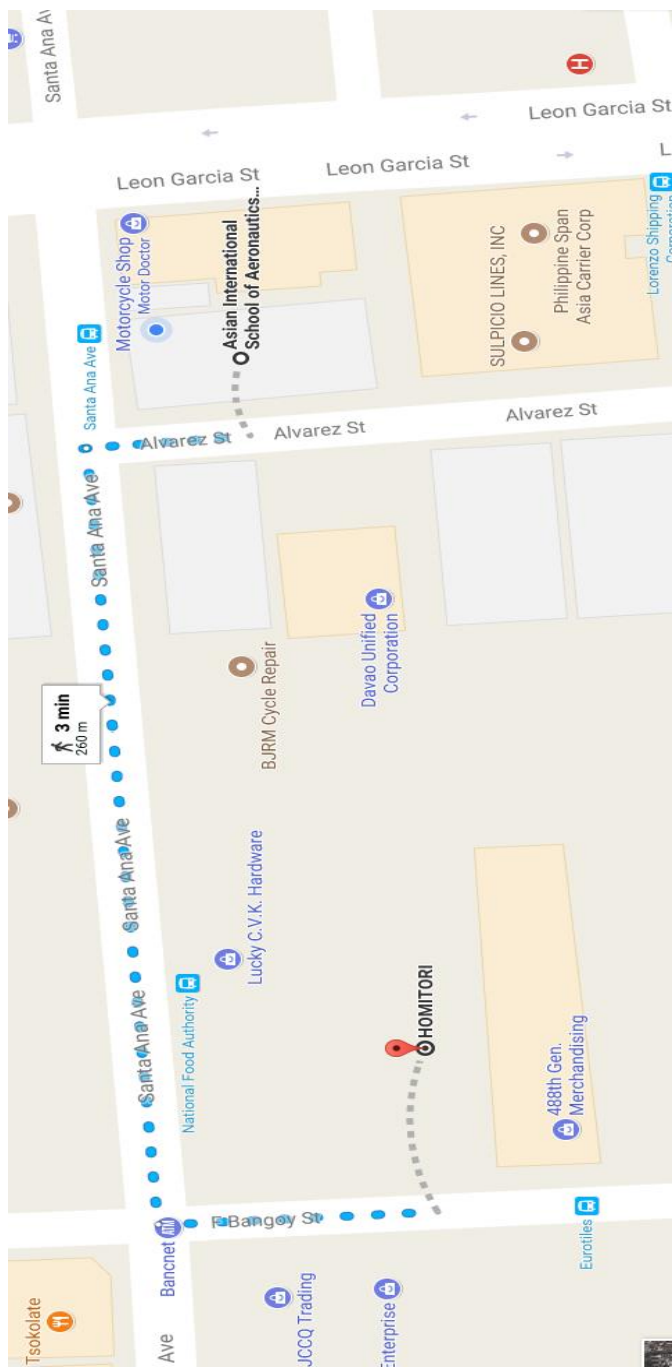 Santa Ana Av
Leon Garcia St
Leon Garcia St
Leon Garcia St
L
Motorcycle Shop
Motor Doctor
Asian International
School of Aeronautics...
SULPICIO LINES, INC
Philippine Span
Asia Carrier Corp
Lorenzo Shipping
Corporation
Santa Ana Ave
Alvarez St
Alvarez St
Alvarez St
Santa Ana Ave
3 min
260 m
BJRM Cycle Repair
Davao Unified
Corporation
Santa Ana Ave
Lucky C.V.K. Hardware
Santa Ana Ave
National Food Authority
HOMITORI
488th Gen.
Merchandising
Bancnet
ATM
F Bangoy St
Eurotiles
Tsokolate
Ave
JCCQ Trading
Enterprise
H